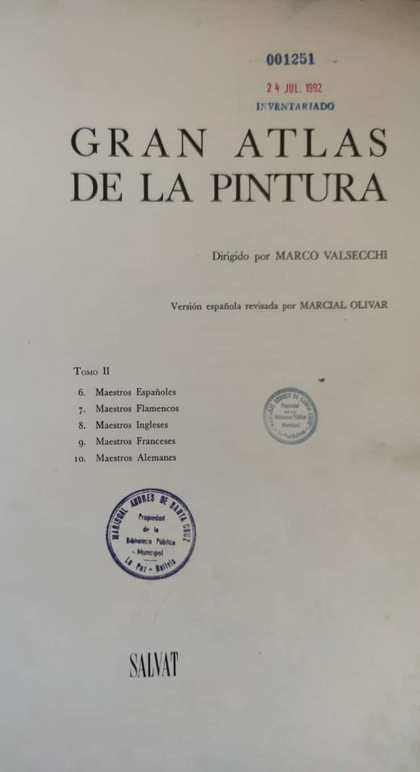 001251
24 JUL. 1992
INVENTARIADO
GRAN ATLAS
DE LA PINTURA
Dirigido por MARCO VALSECCHI
Versión española revisada por MARCIAL OLIVAR
TOMO II
6. Maestros Españoles
7. Maestros Flamencos
8. Maestros Ingleses
9. Maestros Franceses
10. Maestros Alemanes
MARISCAL ANDRES DE SANTA CRUZ
Propiedad
de la
Biblioteca Pública
Municipal
La Paz - Bolivia
SALVAT